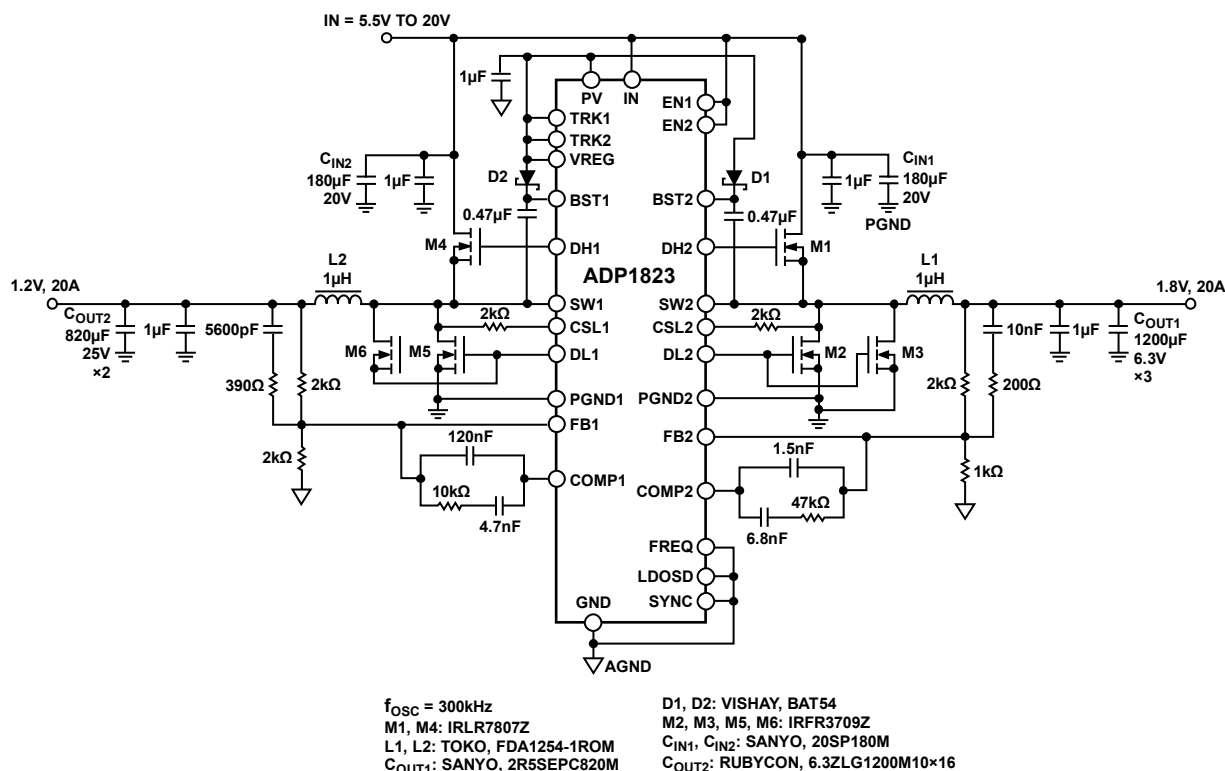 IN = 5.5V TO 20V
1µF
PV
IN
TRK1
TRK2
VREG
EN1
EN2
CIN2
180µF
20V
1µF
D2
D1
1µF
CIN1
180µF
20V
PGND
BST1
BST2
0.47µF
0.47µF
M4
DH1
DH2
M1
ADP1823
1.2V, 20A
L2
1µH
SW1
SW2
L1
1µH
1.8V, 20A
COUT2
820µF
25V
×2
1µF
5600pF
2kΩ
CSL1
CSL2
2kΩ
M6
M5
DL1
DL2
M2
M3
10nF
1µF
COUT1
1200µF
6.3V
×3
390Ω
2kΩ
PGND1
PGND2
2kΩ
200Ω
FB1
FB2
2kΩ
120nF
10kΩ
4.7nF
COMP1
COMP2
1.5nF
47kΩ
6.8nF
1kΩ
FREQ
LDOSD
SYNC
GND
AGND
fOSC = 300kHz
M1, M4: IRLR7807Z
L1, L2: TOKO, FDA1254-1ROM
COUT1: SANYO, 2R5SEPC820M
D1, D2: VISHAY, BAT54
M2, M3, M5, M6: IRFR3709Z
CIN1, CIN2: SANYO, 20SP180M
COUT2: RUBYCON, 6.3ZLG1200M10×16